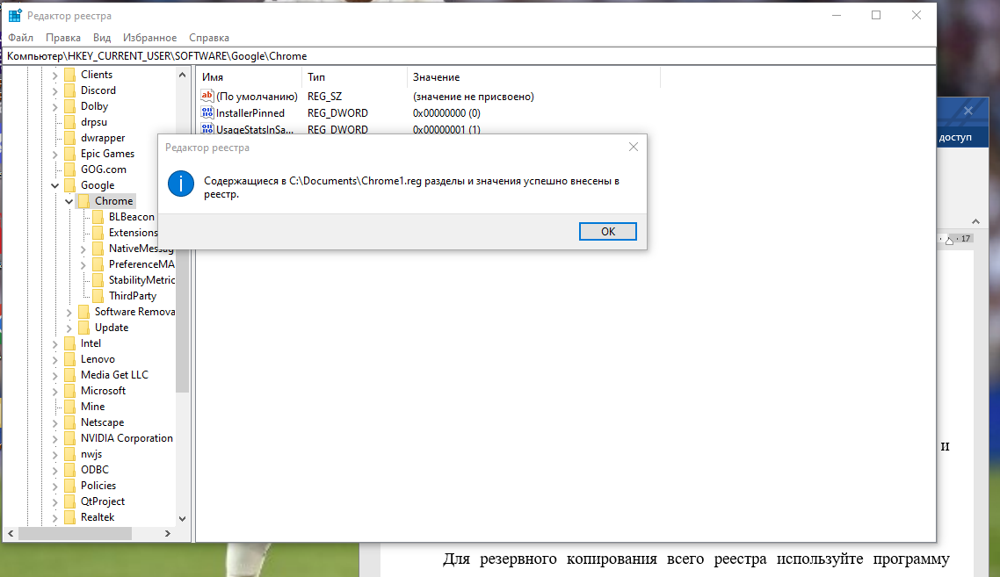 Редактор реестра
Файл Правка Вид Избранное Справка
Компьютер\HKEY_CURRENT_USER\SOFTWARE\Google\Chrome
Clients
Discord
Dolby
drpsu
dwrapper
Epic Games
GOG.com
Google
Chrome
BLBeacon
Extensions
NativeMessag
PreferenceMA
StabilityMetric
ThirdParty
Software Remova
Update
Intel
Lenovo
Media Get LLC
Microsoft
Mine
Netscape
NVIDIA Corporation
nwjs
ODBC
Policies
QtProject
Realtek
Имя Тип Значение
(По умолчанию) REG_SZ (значение не присвоено)
InstallerPinned REG_DWORD 0x00000000 (0)
UsageStatsInSa... REG_DWORD 0x00000001 (1)
Редактор реестра
Содержащиеся в C:\Documents\Chrome1.reg разделы и значения успешно внесены в
реестр.
OK
доступ
17
и
Для резервного копирования всего реестра используйте программу